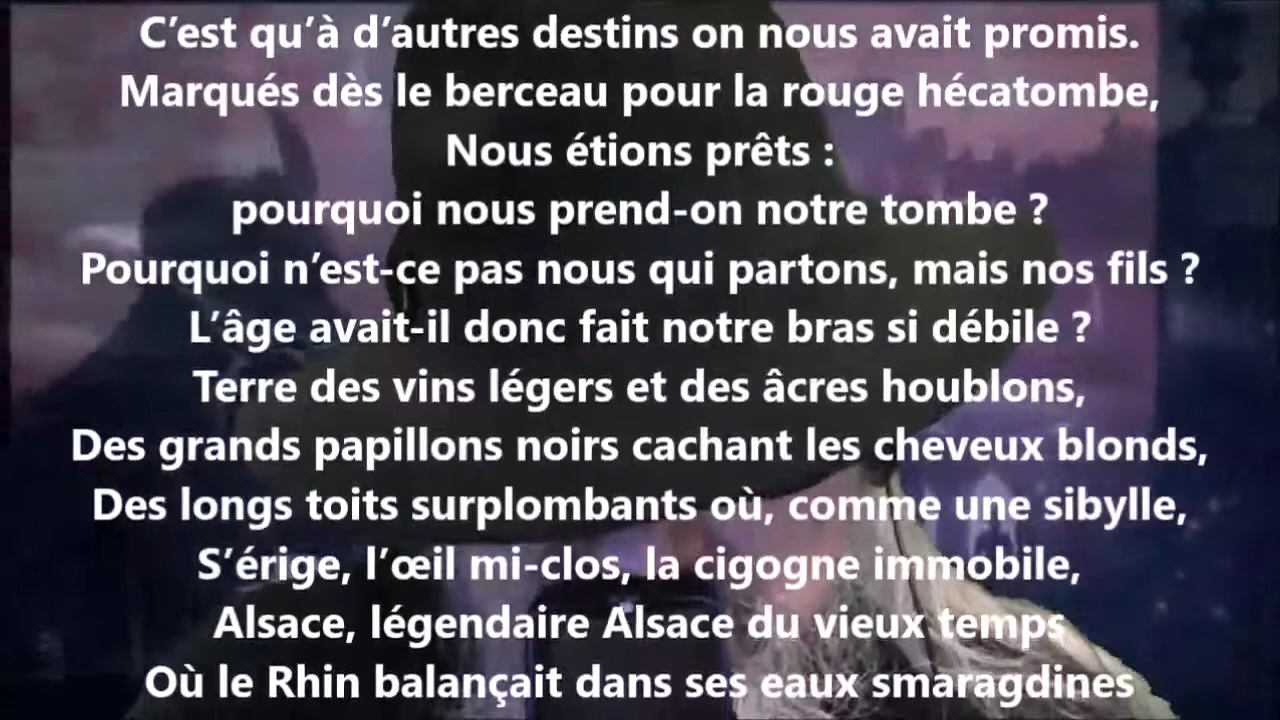 C’est qu’à d’autres destins on nous avait promis.
Marqués dès le berceau pour la rouge hécatombe,
Nous étions prêts :
pourquoi nous prend-on notre tombe ?
Pourquoi n’est-ce pas nous qui partons, mais nos fils ?
L’âge avait-il donc fait notre bras si débile ?
Terre des vins légers et des âcres houblons,
Des grands papillons noirs cachant les cheveux blonds,
Des longs toits surplombants où, comme une sibylle,
S’érige, l’œil mi-clos, la cigogne immobile,
Alsace, légendaire Alsace du vieux temps
Où le Rhin balançait dans ses eaux smaragdines